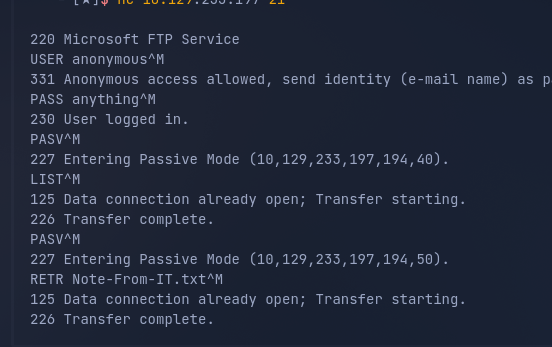 [★]$ nc 10.129.233.197 21
220 Microsoft FTP Service
USER anonymous^M
331 Anonymous access allowed, send identity (e-mail name) as
PASS anything^M
230 User logged in.
PASV^M
227 Entering Passive Mode (10,129,233,197,194,40).
LIST^M
125 Data connection already open; Transfer starting.
226 Transfer complete.
PASV^M
227 Entering Passive Mode (10,129,233,197,194,50).
RETR Note-From-IT.txt^M
125 Data connection already open; Transfer starting.
226 Transfer complete.